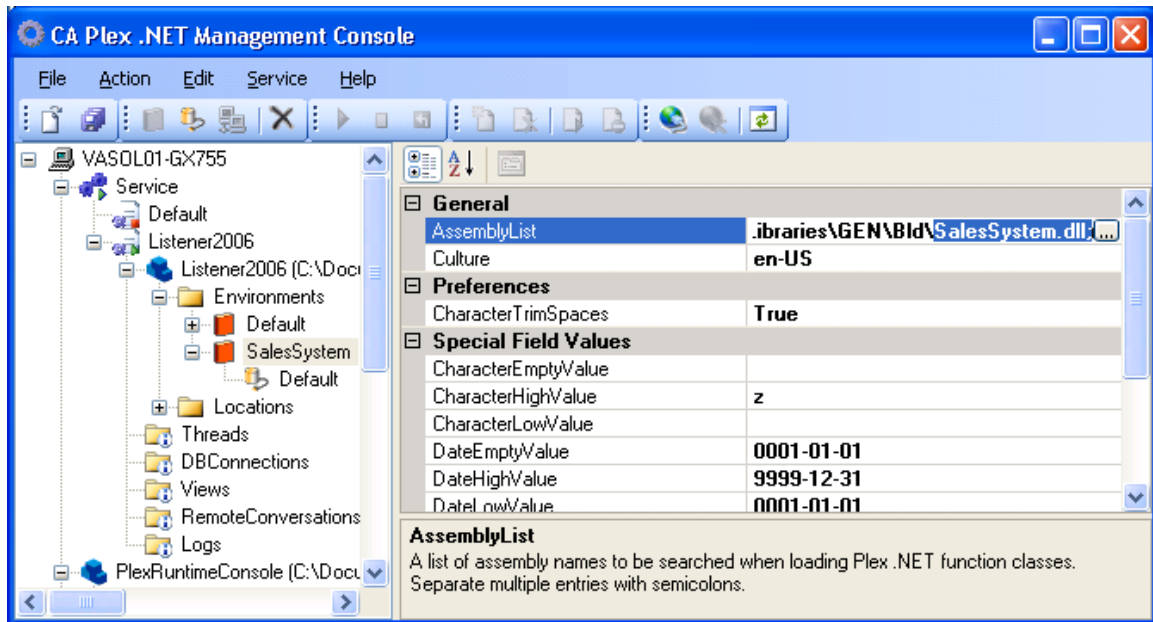 CA Plex .NET Management Console
File Action Edit Service Help
VASOL01-GX755
Service
Default
Listener2006
Listener2006 (C:\Docu
Environments
Default
SalesSystem
Default
Locations
Threads
DBConnections
Views
RemoteConversations
Logs
PlexRuntimeConsole (C:\Docu
General
AssemblyList .ibraries\GEN\Bld\SalesSystem.dll; ...
Culture en-US
Preferences
CharacterTrimSpaces True
Special Field Values
CharacterEmptyValue
CharacterHighValue z
CharacterLowValue
DateEmptyValue 0001-01-01
DateHighValue 9999-12-31
DateLowValue 0001-01-01
AssemblyList
A list of assembly names to be searched when loading Plex .NET function classes.
Separate multiple entries with semicolons.